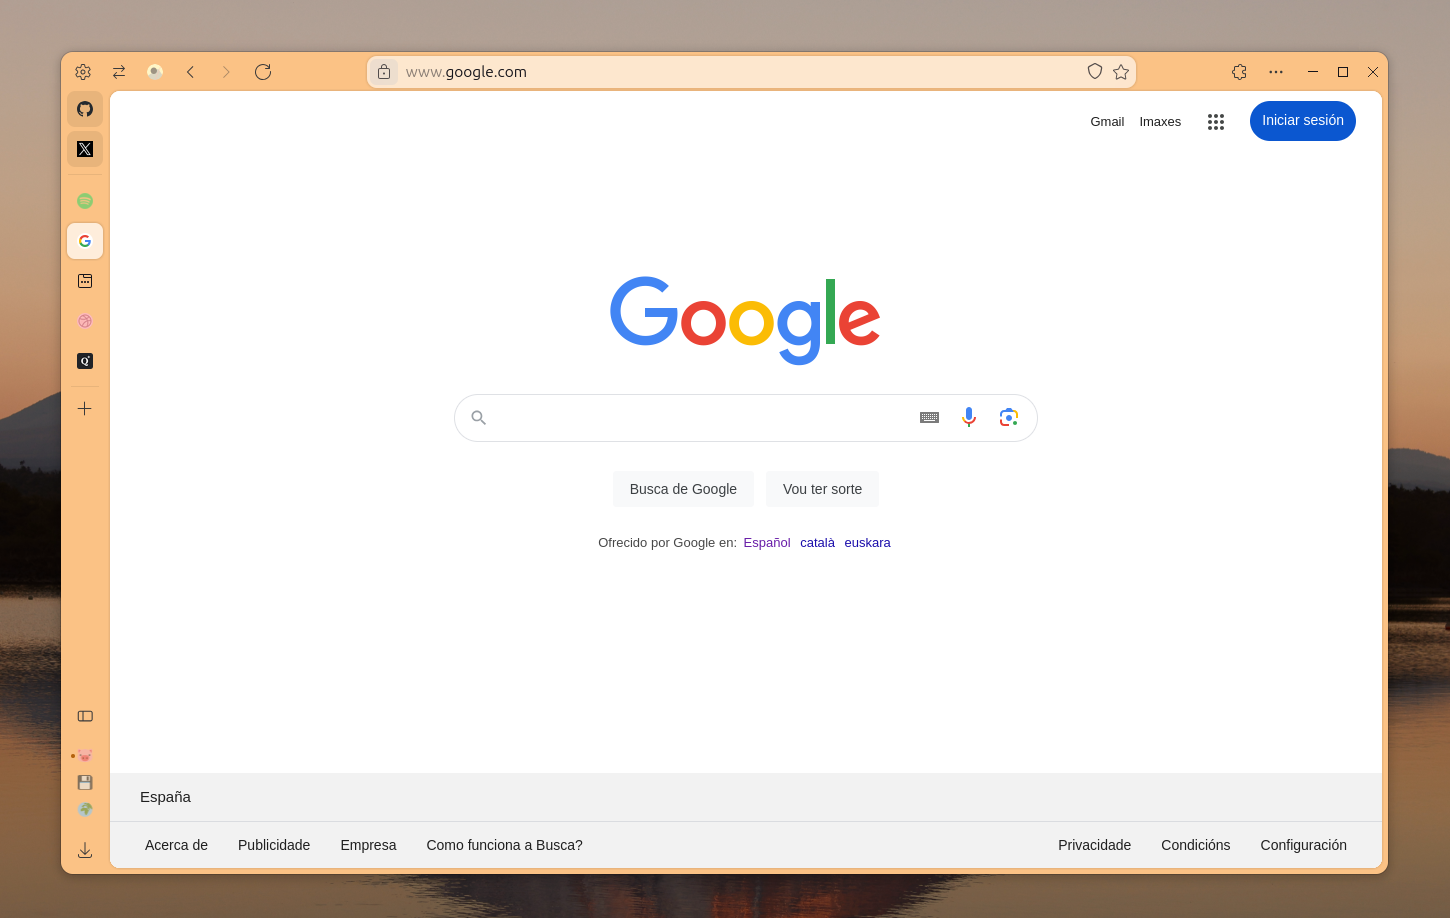 www.google.com
Gmail Imaxes Iniciar sesión
Google
Busca de Google Vou ter sorte
Ofrecido por Google en: Español català euskara
España
Acerca de Publicidade Empresa Como funciona a Busca? Privacidade Condicións Configuración